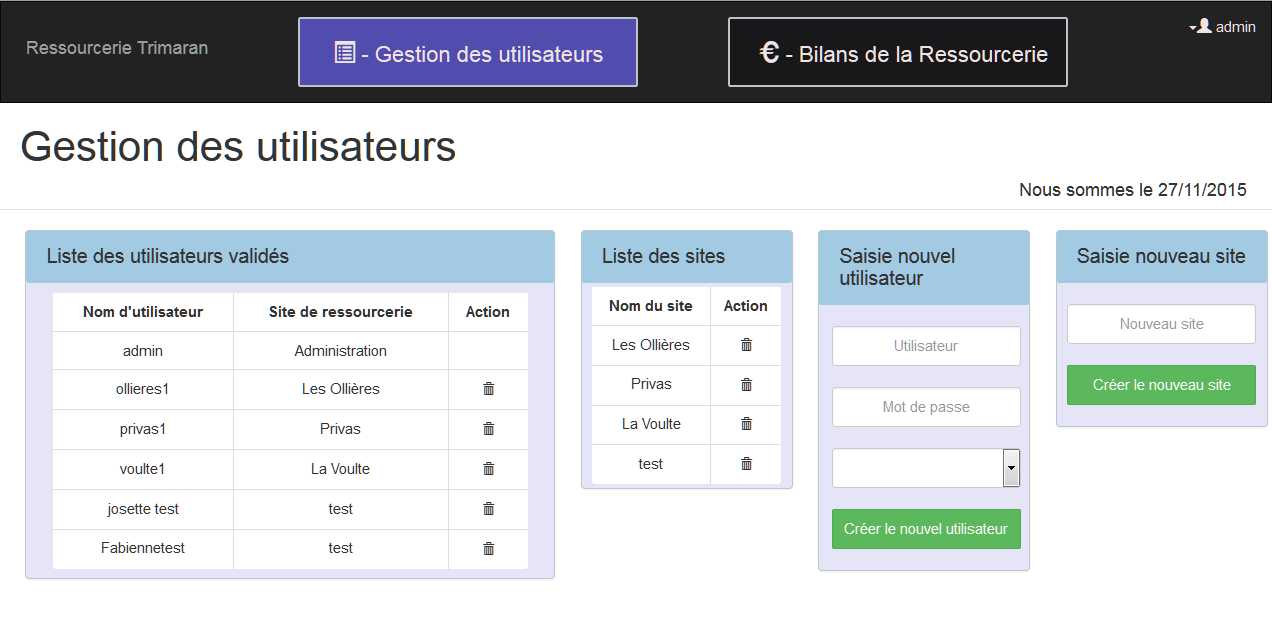 Ressourcerie Trimaran
- Gestion des utilisateurs
€ - Bilans de la Ressourcerie
admin
Gestion des utilisateurs
Nous sommes le 27/11/2015
Liste des utilisateurs validés
Nom d'utilisateur Site de ressourcerie Action
admin Administration
ollieres1 Les Ollières
privas1 Privas
voulte1 La Voulte
josette test test
Fabiennetest test
Liste des sites
Nom du site Action
Les Ollières
Privas
La Voulte
test
Saisie nouvel
utilisateur
Utilisateur
Mot de passe
Créer le nouvel utilisateur
Saisie nouveau site
Nouveau site
Créer le nouveau site